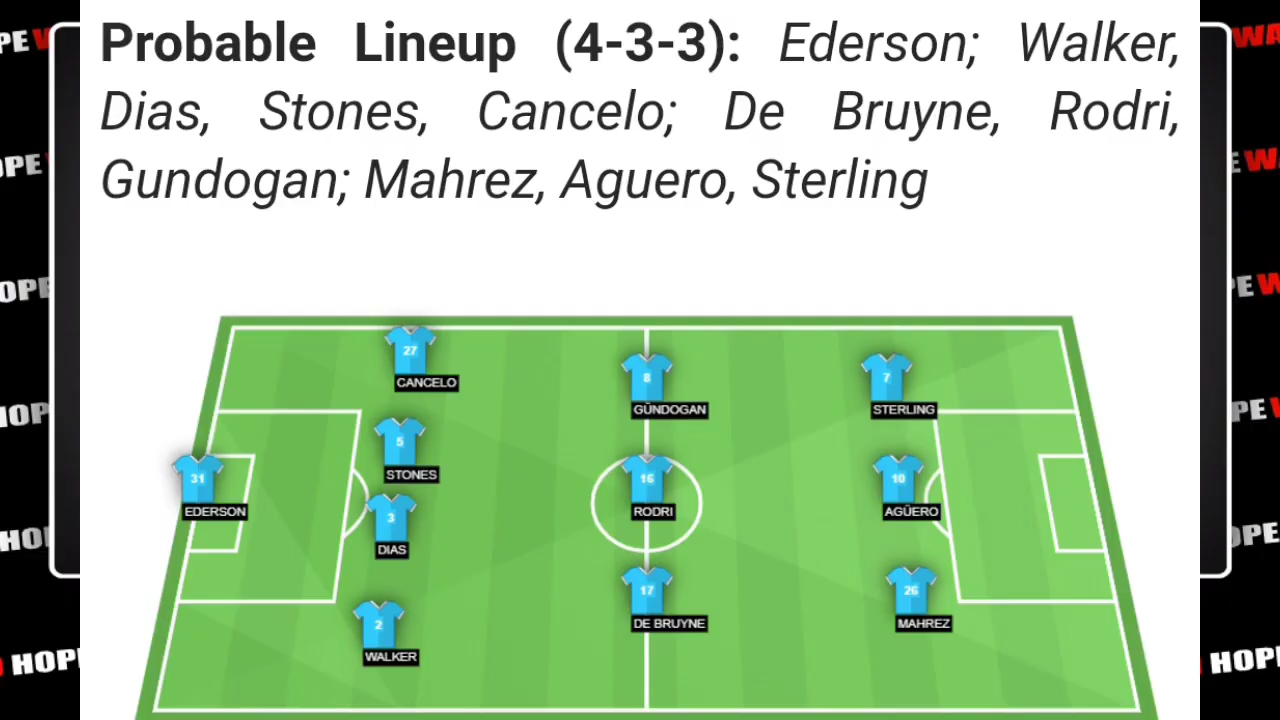 Probable Lineup (4-3-3): Ederson; Walker,
Dias, Stones, Cancelo; De Bruyne, Rodri,
Gundogan; Mahrez, Aguero, Sterling
27
CANCELO
8
GÜNDOGAN
7
STERLING
5
STONES
31
EDERSON
16
RODRI
10
AGÜERO
3
DIAS
17
DE BRUYNE
26
MAHREZ
2
WALKER
HOPE
HOPE